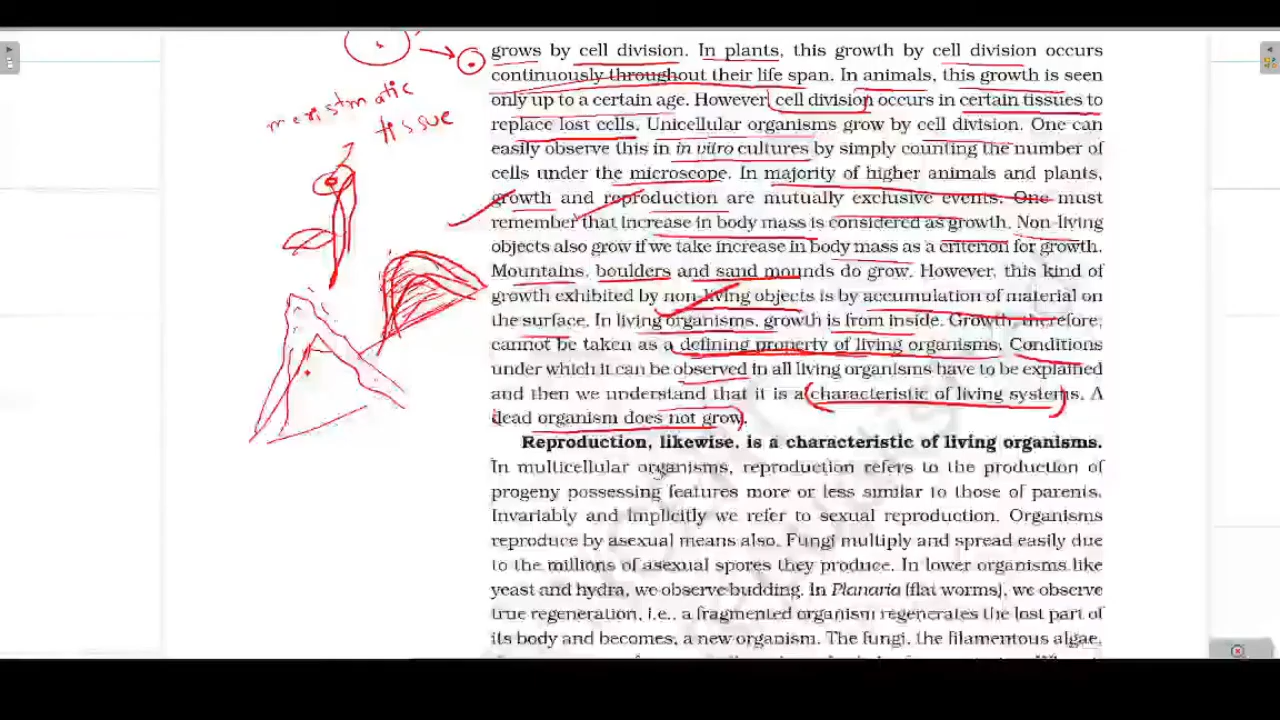 grows by cell division. In plants, this growth by cell division occurs
continuously throughout their life span. In animals, this growth is seen
only up to a certain age. However, cell division occurs in certain tissues to
replace lost cells. Unicellular organisms grow by cell division. One can
easily observe this in in vitro cultures by simply counting the number of
cells under the microscope. In majority of higher animals and plants,
growth and reproduction are mutually exclusive events. One must
remember that increase in body mass is considered as growth. Non-living
objects also grow if we take increase in body mass as a criterion for growth.
Mountains, boulders and sand mounds do grow. However, this kind of
growth exhibited by non-living objects is by accumulation of material on
the surface. In living organisms, growth is from inside. Growth, therefore,
cannot be taken as a defining property of living organisms. Conditions
under which it can be observed in all living organisms have to be explained
and then we understand that it is a characteristic of living systems. A
dead organism does not grow.
Reproduction, likewise, is a characteristic of living organisms.
In multicellular organisms, reproduction refers to the production of
progeny possessing features more or less similar to those of parents.
Invariably and implicitly we refer to sexual reproduction. Organisms
reproduce by asexual means also. Fungi multiply and spread easily due
to the millions of asexual spores they produce. In lower organisms like
yeast and hydra, we observe budding. In Planaria (flat worms), we observe
true regeneration, i.e., a fragmented organism regenerates the lost part of
its body and becomes, a new organism. The fungi, the filamentous algae,
meristmatic
tissue